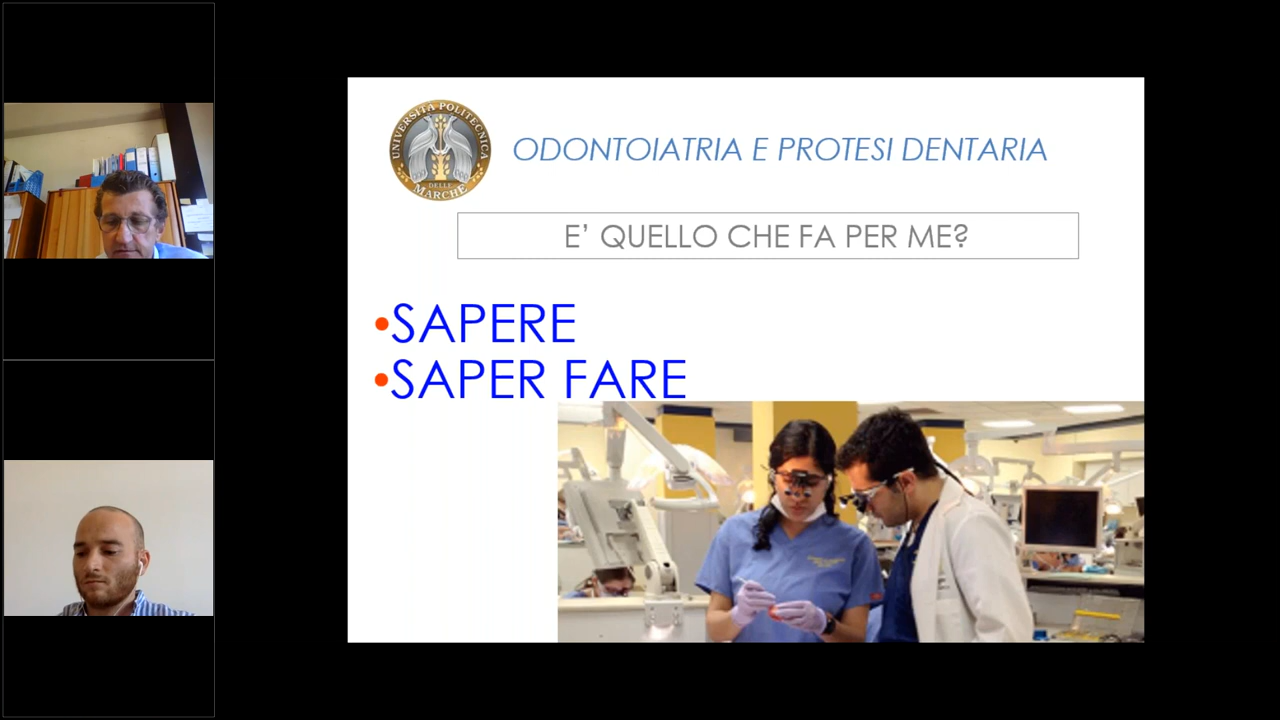 UNIVERSITÀ POLITECNICA
DELLE
MARCHE
ODONTOIATRIA E PROTESI DENTARIA
E’ QUELLO CHE FA PER ME?
•SAPERE
•SAPER FARE